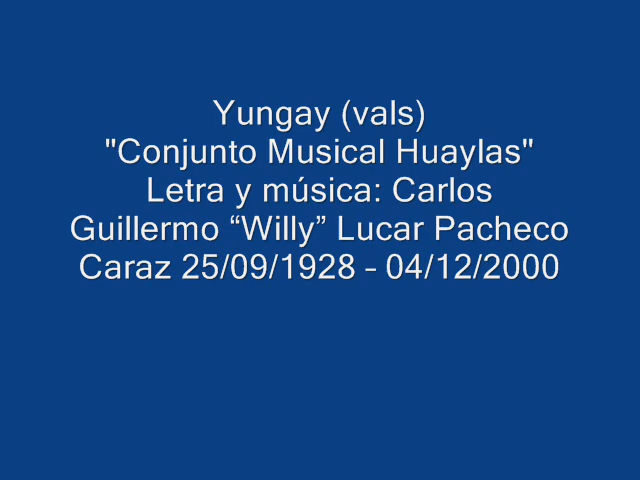 Yungay (vals)
"Conjunto Musical Huaylas"
Letra y música: Carlos
Guillermo “Willy” Lucar Pacheco
Caraz 25/09/1928 – 04/12/2000